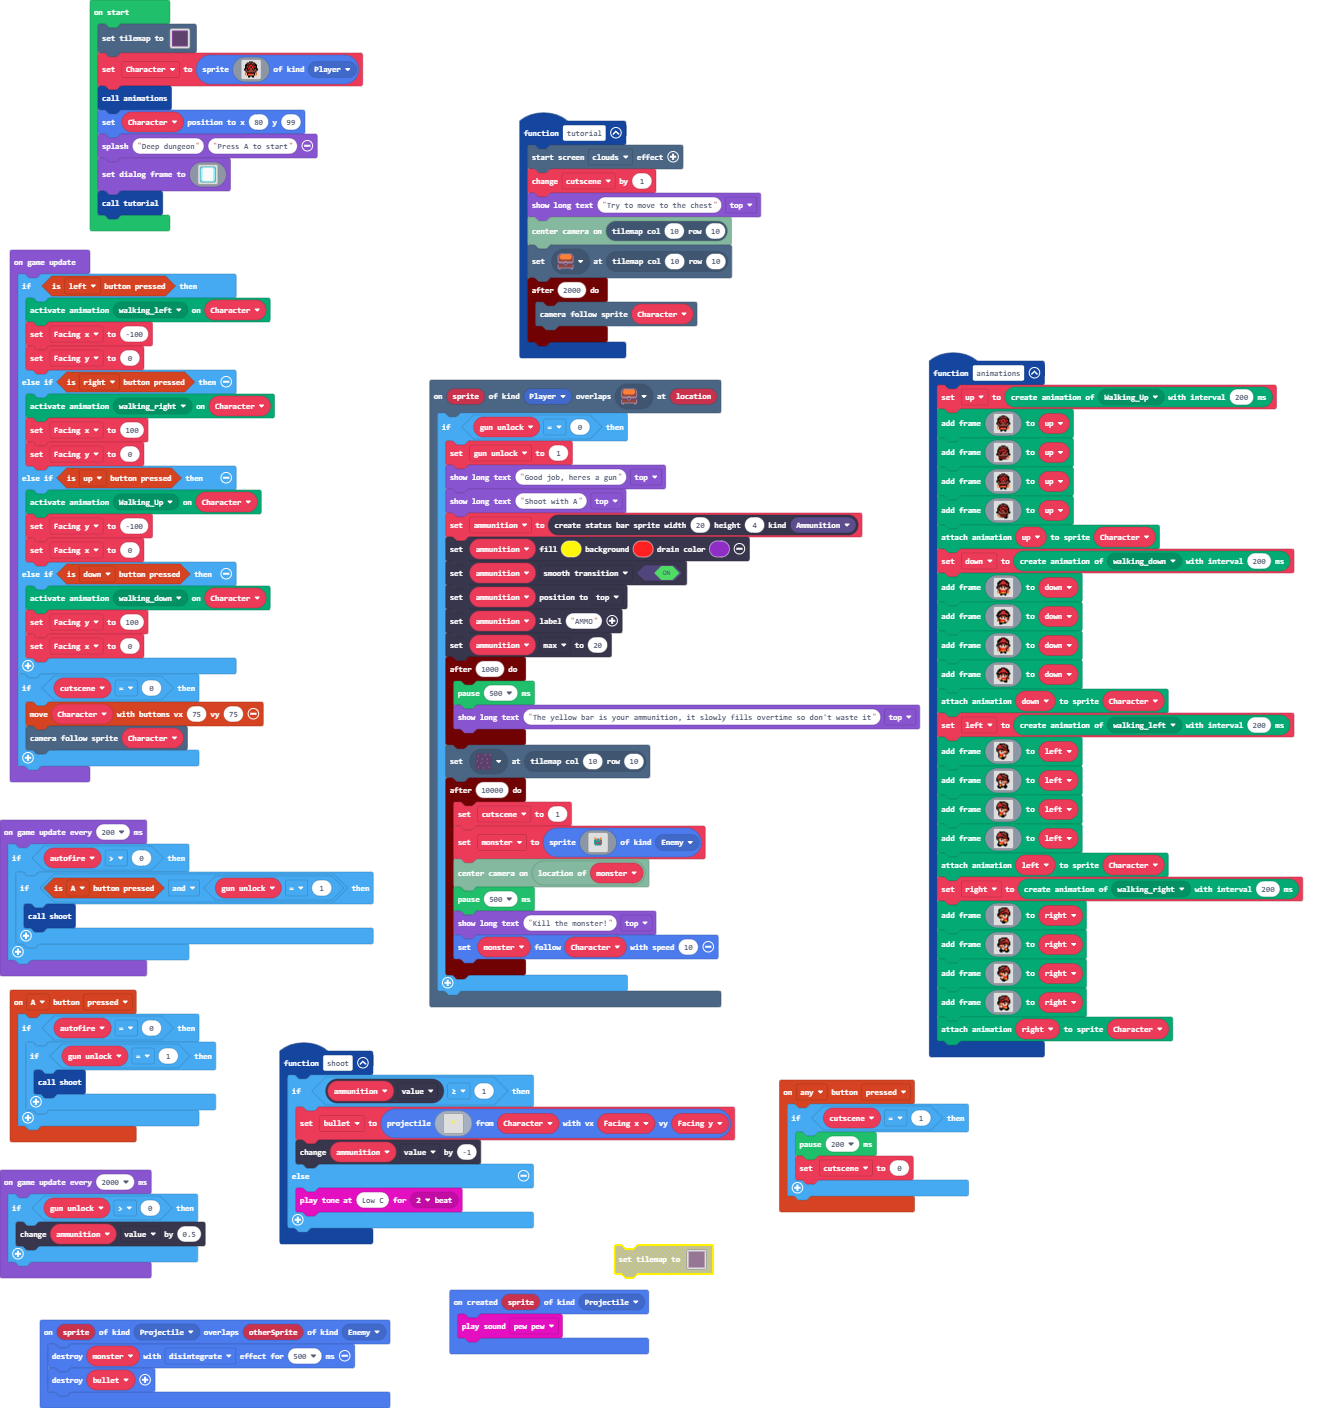 on start
set tilemap to
set Character to sprite of kind Player
call animations
set Character position to x 80 y 99
splash "Deep dungeon" "Press A to start"
set dialog frame to
call tutorial
function tutorial
start screen clouds effect
change cutscene by 1
show long text "Try to move to the chest" top
center camera on tilemap col 10 row 10
set at tilemap col 10 row 10
after 2000 do
camera follow sprite Character
on game update
if is left button pressed then
activate animation walking_left on Character
set Facing x to -100
set Facing y to 0
else if is right button pressed then
activate animation walking_right on Character
set Facing x to 100
set Facing y to 0
else if is up button pressed then
activate animation Walking_Up on Character
set Facing y to -100
set Facing x to 0
else if is down button pressed then
activate animation walking_down on Character
set Facing y to 100
set Facing x to 0
if cutscene = 0 then
move Character with buttons vx 75 vy 75
camera follow sprite Character
on sprite of kind Player overlaps at location
if gun unlock = 0 then
set gun unlock to 1
show long text "Good job, heres a gun" top
show long text "Shoot with A" top
set ammunition to create status bar sprite width 20 height 4 kind Ammunition
set ammunition fill background drain color
set ammunition smooth transition ON
set ammunition position to top
set ammunition label "AMMO"
set ammunition max to 20
after 1000 do
pause 500 ms
show long text "The yellow bar is your ammunition, it slowly fills overtime so don't waste it" top
set at tilemap col 10 row 10
after 10000 do
set cutscene to 1
set monster to sprite of kind Enemy
center camera on location of monster
pause 500 ms
show long text "Kill the monster!" top
set monster follow Character with speed 10
function animations
set up to create animation of Walking_Up with interval 200 ms
add frame to up
add frame to up
add frame to up
add frame to up
attach animation up to sprite Character
set down to create animation of walking_down with interval 200 ms
add frame to down
add frame to down
add frame to down
add frame to down
attach animation down to sprite Character
set left to create animation of walking_left with interval 200 ms
add frame to left
add frame to left
add frame to left
add frame to left
attach animation left to sprite Character
set right to create animation of walking_right with interval 200 ms
add frame to right
add frame to right
add frame to right
add frame to right
attach animation right to sprite Character
on game update every 200 ms
if autofire > 0 then
if is A button pressed and gun unlock = 1 then
call shoot
on A button pressed
if autofire = 0 then
if gun unlock = 1 then
call shoot
on game update every 2000 ms
if gun unlock > 0 then
change ammunition value by 0.5
function shoot
if ammunition value ≥ 1 then
set bullet to projectile from Character with vx Facing x vy Facing y
change ammunition value by -1
else
play tone at Low C for 2 beat
on any button pressed
if cutscene = 1 then
pause 200 ms
set cutscene to 0
set tilemap to
on created sprite of kind Projectile
play sound pew pew
on sprite of kind Projectile overlaps otherSprite of kind Enemy
destroy monster with disintegrate effect for 500 ms
destroy bullet